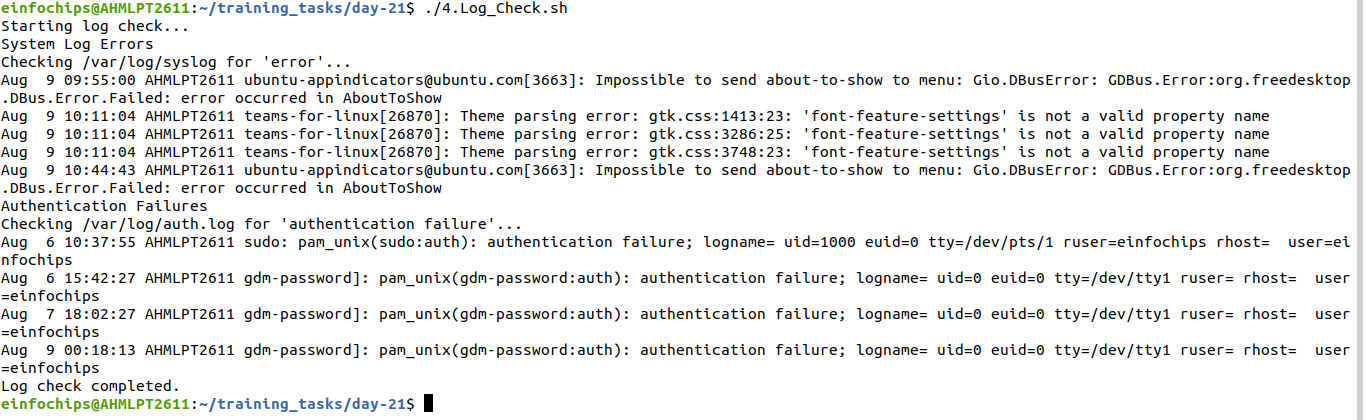 einfochips@AHMLPT2611:~/training_tasks/day-21$ ./4.Log_Check.sh
Starting log check...
System Log Errors
Checking /var/log/syslog for 'error'...
Aug  9 09:55:00 AHMLPT2611 ubuntu-appindicators@ubuntu.com[3663]: Impossible to send about-to-show to menu: Gio.DBusError: GDBus.Error:org.freedesktop
.DBus.Error.Failed: error occurred in AboutToShow
Aug  9 10:11:04 AHMLPT2611 teams-for-linux[26870]: Theme parsing error: gtk.css:1413:23: 'font-feature-settings' is not a valid property name
Aug  9 10:11:04 AHMLPT2611 teams-for-linux[26870]: Theme parsing error: gtk.css:3286:25: 'font-feature-settings' is not a valid property name
Aug  9 10:11:04 AHMLPT2611 teams-for-linux[26870]: Theme parsing error: gtk.css:3748:23: 'font-feature-settings' is not a valid property name
Aug  9 10:44:43 AHMLPT2611 ubuntu-appindicators@ubuntu.com[3663]: Impossible to send about-to-show to menu: Gio.DBusError: GDBus.Error:org.freedesktop
.DBus.Error.Failed: error occurred in AboutToShow
Authentication Failures
Checking /var/log/auth.log for 'authentication failure'...
Aug  6 10:37:55 AHMLPT2611 sudo: pam_unix(sudo:auth): authentication failure; logname= uid=1000 euid=0 tty=/dev/pts/1 ruser=einfochips rhost=  user=ei
nfochips
Aug  6 15:42:27 AHMLPT2611 gdm-password]: pam_unix(gdm-password:auth): authentication failure; logname= uid=0 euid=0 tty=/dev/tty1 ruser= rhost=  user
=einfochips
Aug  7 18:02:27 AHMLPT2611 gdm-password]: pam_unix(gdm-password:auth): authentication failure; logname= uid=0 euid=0 tty=/dev/tty1 ruser= rhost=  user
=einfochips
Aug  9 00:18:13 AHMLPT2611 gdm-password]: pam_unix(gdm-password:auth): authentication failure; logname= uid=0 euid=0 tty=/dev/tty1 ruser= rhost=  user
=einfochips
Log check completed.
einfochips@AHMLPT2611:~/training_tasks/day-21$